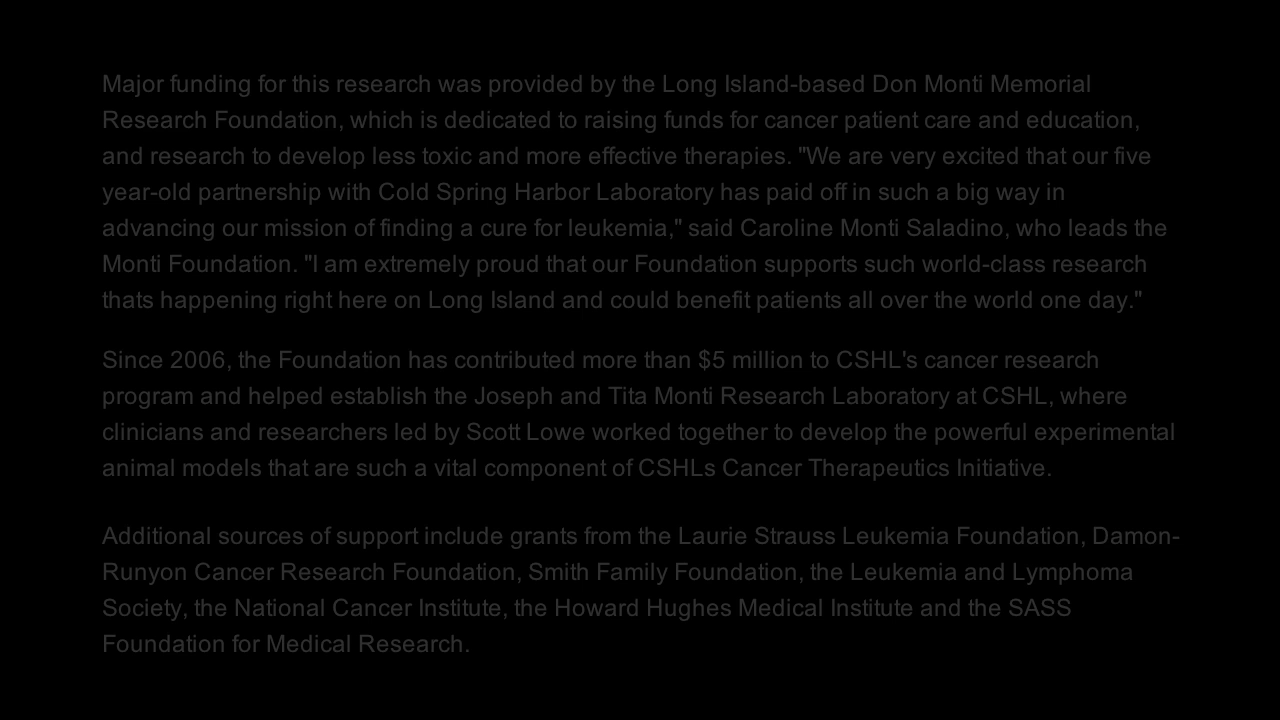 Major funding for this research was provided by the Long Island-based Don Monti Memorial
Research Foundation, which is dedicated to raising funds for cancer patient care and education,
and research to develop less toxic and more effective therapies. "We are very excited that our five
year-old partnership with Cold Spring Harbor Laboratory has paid off in such a big way in
advancing our mission of finding a cure for leukemia," said Caroline Monti Saladino, who leads the
Monti Foundation. "I am extremely proud that our Foundation supports such world-class research
thats happening right here on Long Island and could benefit patients all over the world one day."
Since 2006, the Foundation has contributed more than $5 million to CSHL's cancer research
program and helped establish the Joseph and Tita Monti Research Laboratory at CSHL, where
clinicians and researchers led by Scott Lowe worked together to develop the powerful experimental
animal models that are such a vital component of CSHLs Cancer Therapeutics Initiative.
Additional sources of support include grants from the Laurie Strauss Leukemia Foundation, Damon-
Runyon Cancer Research Foundation, Smith Family Foundation, the Leukemia and Lymphoma
Society, the National Cancer Institute, the Howard Hughes Medical Institute and the SASS
Foundation for Medical Research.